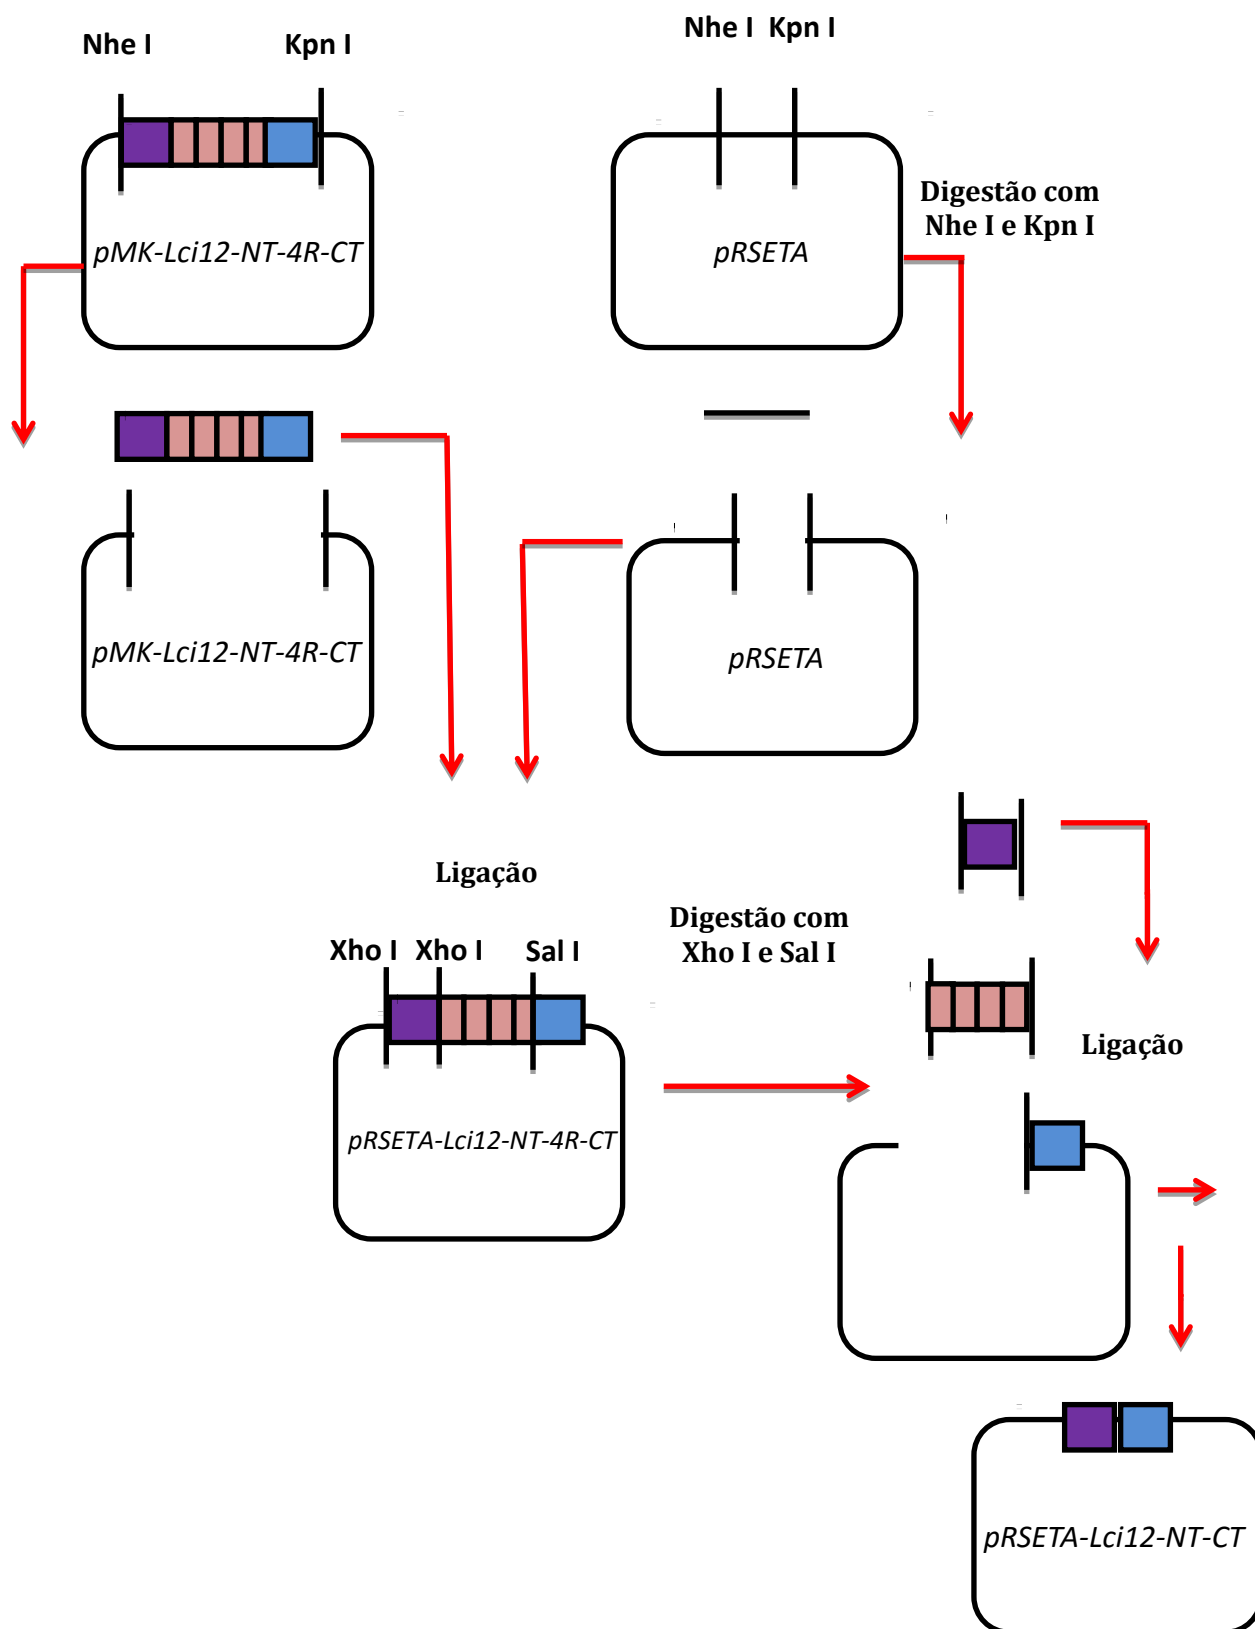 Nhe I Kpn I
Nhe I Kpn I
pMK-Lci12-NT-4R-CT
pRSETA
Digestão com
Nhe I e Kpn I
pMK-Lci12-NT-4R-CT
pRSETA
Ligação
Digestão com
Xho I e Sal I
Xho I Xho I Sal I
pRSETA-Lci12-NT-4R-CT
Ligação
pRSETA-Lci12-NT-CT